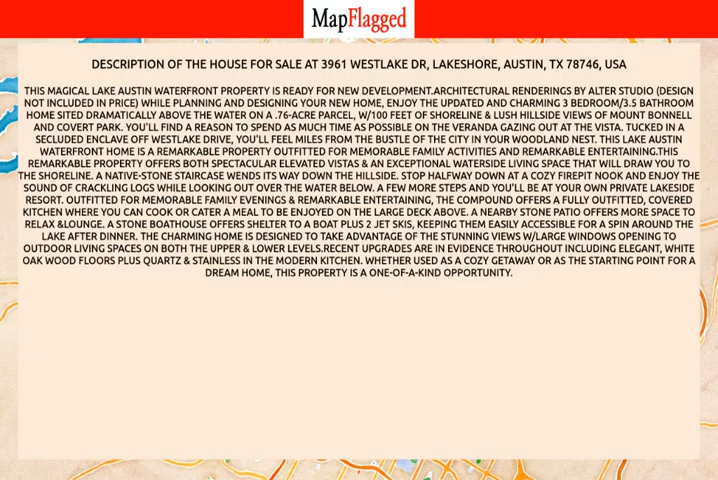 MapFlagged
DESCRIPTION OF THE HOUSE FOR SALE AT 3961 WESTLAKE DR, LAKESHORE, AUSTIN, TX 78746, USA
THIS MAGICAL LAKE AUSTIN WATERFRONT PROPERTY IS READY FOR NEW DEVELOPMENT.ARCHITECTURAL RENDERINGS BY ALTER STUDIO (DESIGN
NOT INCLUDED IN PRICE) WHILE PLANNING AND DESIGNING YOUR NEW HOME, ENJOY THE UPDATED AND CHARMING 3 BEDROOM/3.5 BATHROOM
HOME SITED DRAMATICALLY ABOVE THE WATER ON A .76-ACRE PARCEL, W/100 FEET OF SHORELINE & LUSH HILLSIDE VIEWS OF MOUNT BONNELL
AND COVERT PARK. YOU'LL FIND A REASON TO SPEND AS MUCH TIME AS POSSIBLE ON THE VERANDA GAZING OUT AT THE VISTA. TUCKED IN A
SECLUDED ENCLAVE OFF WESTLAKE DRIVE, YOU'LL FEEL MILES FROM THE BUSTLE OF THE CITY IN YOUR WOODLAND NEST. THIS LAKE AUSTIN
WATERFRONT HOME IS A REMARKABLE PROPERTY OUTFITTED FOR MEMORABLE FAMILY ACTIVITIES AND REMARKABLE ENTERTAINING.THIS
REMARKABLE PROPERTY OFFERS BOTH SPECTACULAR ELEVATED VISTAS & AN EXCEPTIONAL WATERSIDE LIVING SPACE THAT WILL DRAW YOU TO
THE SHORELINE. A NATIVE-STONE STAIRCASE WENDS ITS WAY DOWN THE HILLSIDE. STOP HALFWAY DOWN AT A COZY FIREPIT NOOK AND ENJOY THE
SOUND OF CRACKLING LOGS WHILE LOOKING OUT OVER THE WATER BELOW. A FEW MORE STEPS AND YOU'LL BE AT YOUR OWN PRIVATE LAKESIDE
RESORT. OUTFITTED FOR MEMORABLE FAMILY EVENINGS & REMARKABLE ENTERTAINING, THE COMPOUND OFFERS A FULLY OUTFITTED, COVERED
KITCHEN WHERE YOU CAN COOK OR CATER A MEAL TO BE ENJOYED ON THE LARGE DECK ABOVE. A NEARBY STONE PATIO OFFERS MORE SPACE TO
RELAX &LOUNGE. A STONE BOATHOUSE OFFERS SHELTER TO A BOAT PLUS 2 JET SKIS, KEEPING THEM EASILY ACCESSIBLE FOR A SPIN AROUND THE
LAKE AFTER DINNER. THE CHARMING HOME IS DESIGNED TO TAKE ADVANTAGE OF THE STUNNING VIEWS W/LARGE WINDOWS OPENING TO
OUTDOOR LIVING SPACES ON BOTH THE UPPER & LOWER LEVELS.RECENT UPGRADES ARE IN EVIDENCE THROUGHOUT INCLUDING ELEGANT, WHITE
OAK WOOD FLOORS PLUS QUARTZ & STAINLESS IN THE MODERN KITCHEN. WHETHER USED AS A COZY GETAWAY OR AS THE STARTING POINT FOR A
DREAM HOME, THIS PROPERTY IS A ONE-OF-A-KIND OPPORTUNITY.